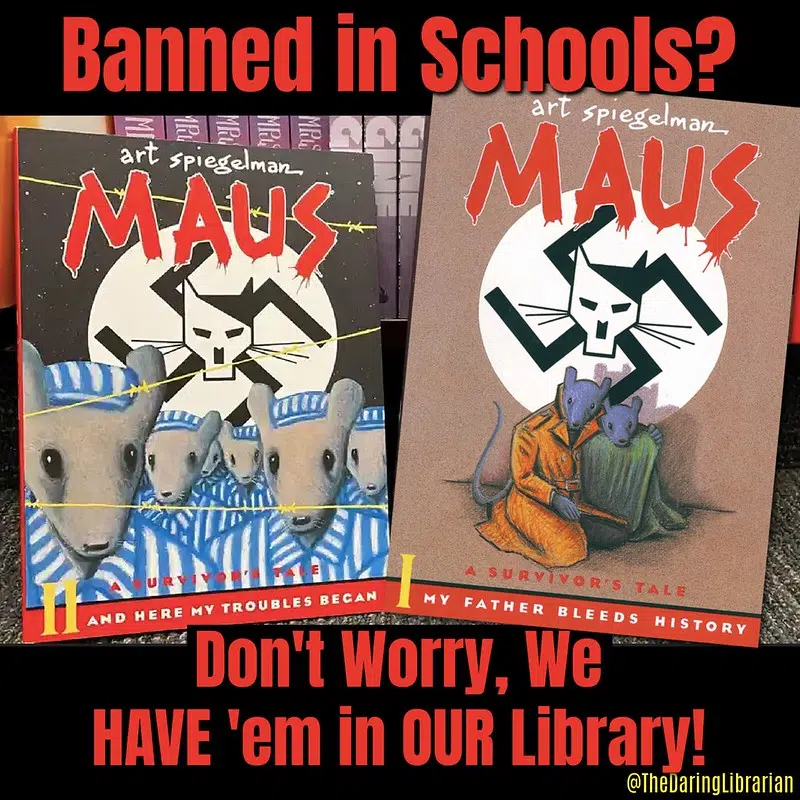 Banned in Schools?
art spiegelman
MAUS
A SURVIVOR'S TALE
II
AND HERE MY TROUBLES BEGAN
art spiegelman
MAUS
A SURVIVOR'S TALE
I
MY FATHER BLEEDS HISTORY
Don't Worry, We
HAVE 'em in OUR Library!
@TheDaringLibrarian